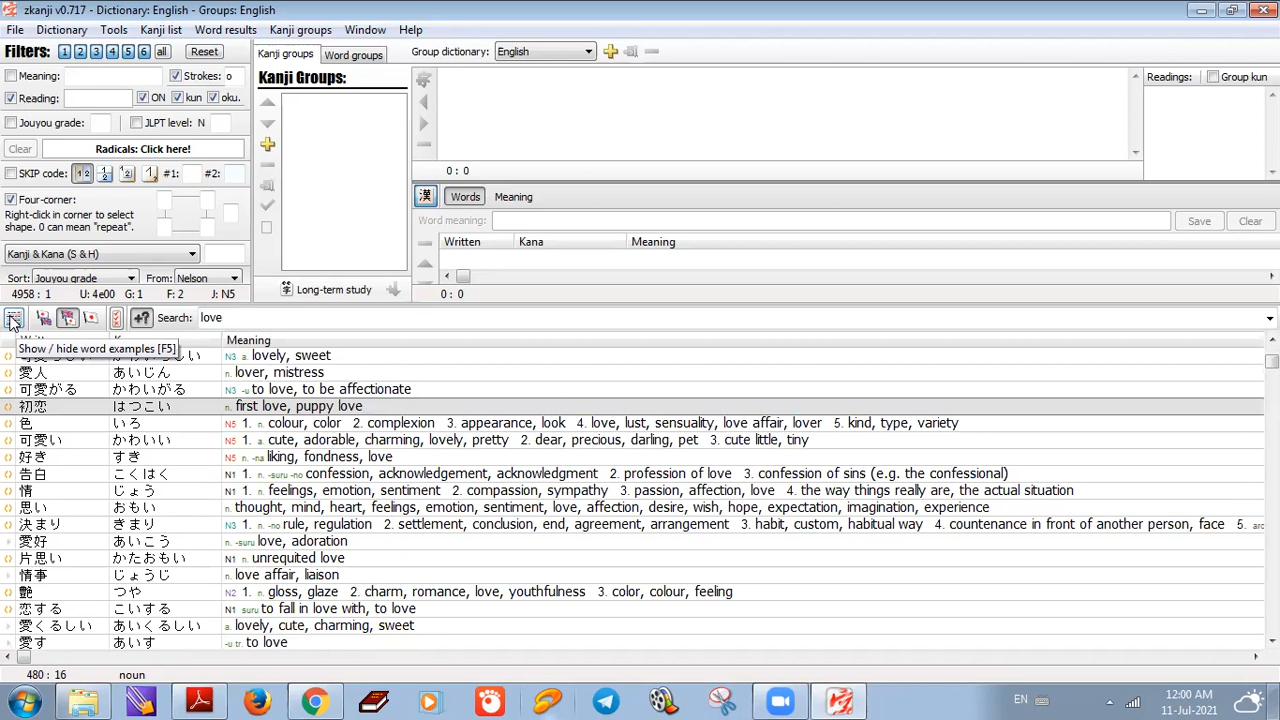 zkanji v0.717 - Dictionary: English - Groups: English
File Dictionary Tools Kanji list Word results Kanji groups Window Help
Filters: 1 2 3 4 5 6 all Reset
Meaning: Strokes: o
Reading: ON kun oku.
Jouyou grade: JLPT level: N
Clear Radicals: Click here!
SKIP code: #1: #2:
Four-corner:
Right-click in corner to select
shape. 0 can mean "repeat".
Kanji & Kana (S & H)
Sort: Jouyou grade From: Nelson
4958 : 1 U: 4e00 G: 1 F: 2 J: N5
Kanji groups Word groups
Kanji Groups:
Long-term study
Group dictionary: English
Readings: Group kun
0 : 0
漢 Words Meaning
Word meaning: Save Clear
Written Kana Meaning
0 : 0
+? Search: love
Meaning
Show / hide word examples [F5]
N3 a. lovely, sweet
愛人 あいじん n. lover, mistress
可愛がる かわいがる N3 -u to love, to be affectionate
初恋 はつこい n. first love, puppy love
色 いろ N5 1. n. colour, color 2. complexion 3. appearance, look 4. love, lust, sensuality, love affair, lover 5. kind, type, variety
可愛い かわいい N5 1. a. cute, adorable, charming, lovely, pretty 2. dear, precious, darling, pet 3. cute little, tiny
好き すき N5 n. -na liking, fondness, love
告白 こくはく N1 1. n. -suru -no confession, acknowledgement, acknowledgment 2. profession of love 3. confession of sins (e.g. the confessional)
情 じょう N1 1. n. feelings, emotion, sentiment 2. compassion, sympathy 3. passion, affection, love 4. the way things really are, the actual situation
思い おもい n. thought, mind, heart, feelings, emotion, sentiment, love, affection, desire, wish, hope, expectation, imagination, experience
決まり きまり N3 1. n. -no rule, regulation 2. settlement, conclusion, end, agreement, arrangement 3. habit, custom, habitual way 4. countenance in front of another person, face 5.
愛好 あいこう n. -suru love, adoration
片思い かたおもい N1 n. unrequited love
情事 じょうじ n. love affair, liaison
艶 つや N2 1. n. gloss, glaze 2. charm, romance, love, youthfulness 3. color, colour, feeling
恋する こいする N1 suru to fall in love with, to love
愛くるしい あいくるしい a. lovely, cute, charming, sweet
愛す あいす -u tr. to love
480 : 16 noun
EN 12:00 AM
11-Jul-2021